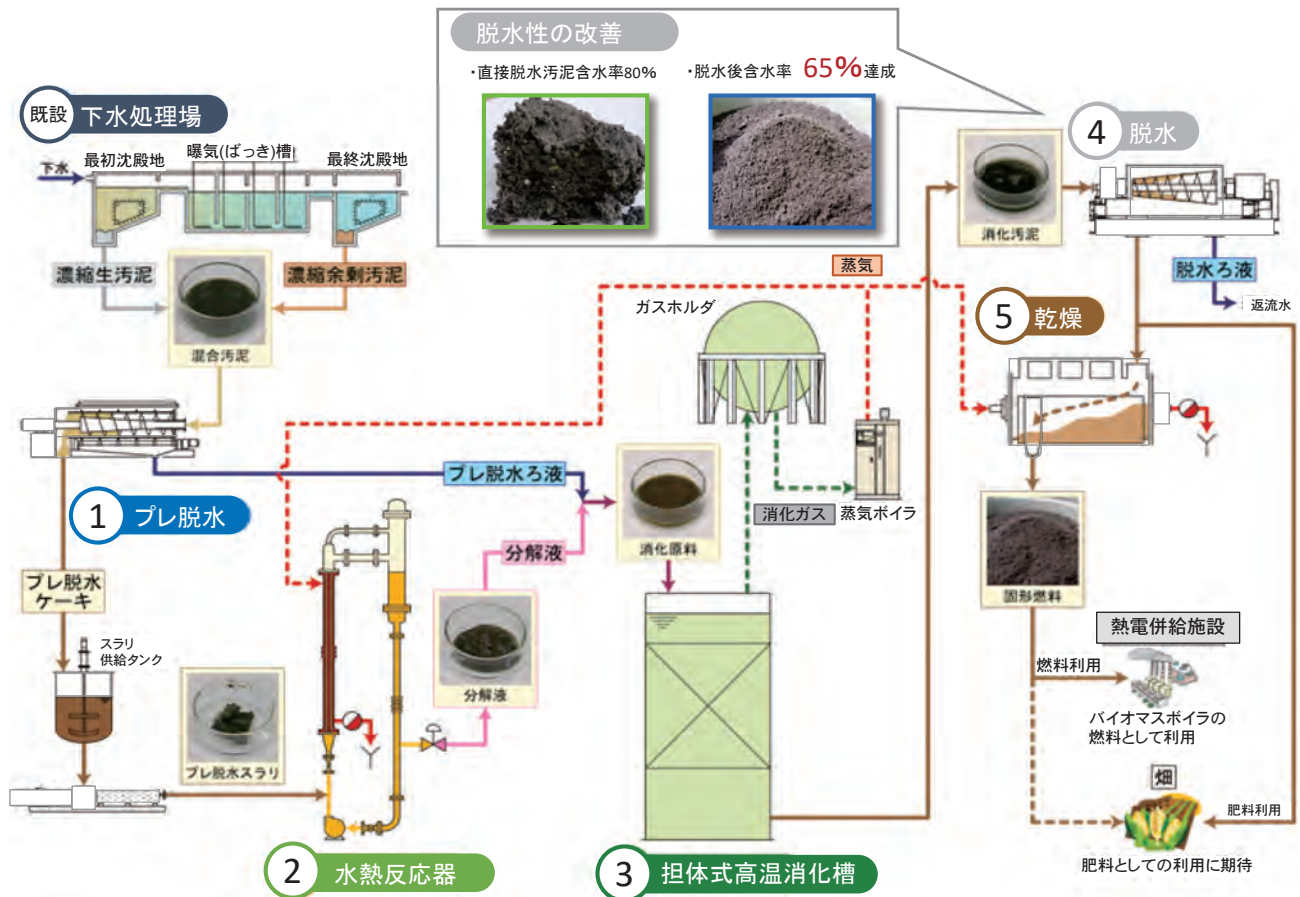 脱水性の改善
・直接脱水汚泥含水率80%
・脱水後含水率 65%達成
既設 下水処理場
下水
最初沈殿地
曝気(ばっき)槽
最終沈殿地
濃縮生汚泥
濃縮余剰汚泥
混合汚泥
4 脱水
消化汚泥
脱水ろ液
返流水
蒸気
ガスホルダ
5 乾燥
プレ脱水ろ液
1 プレ脱水
消化原料
消化ガス
蒸気ボイラ
分解液
プレ脱水
ケーキ
スラリ
供給タンク
プレ脱水スラリ
分解液
固形燃料
熱電併給施設
燃料利用
バイオマスボイラの
燃料として利用
畑
肥料利用
肥料としての利用に期待
2 水熱反応器
3 担体式高温消化槽